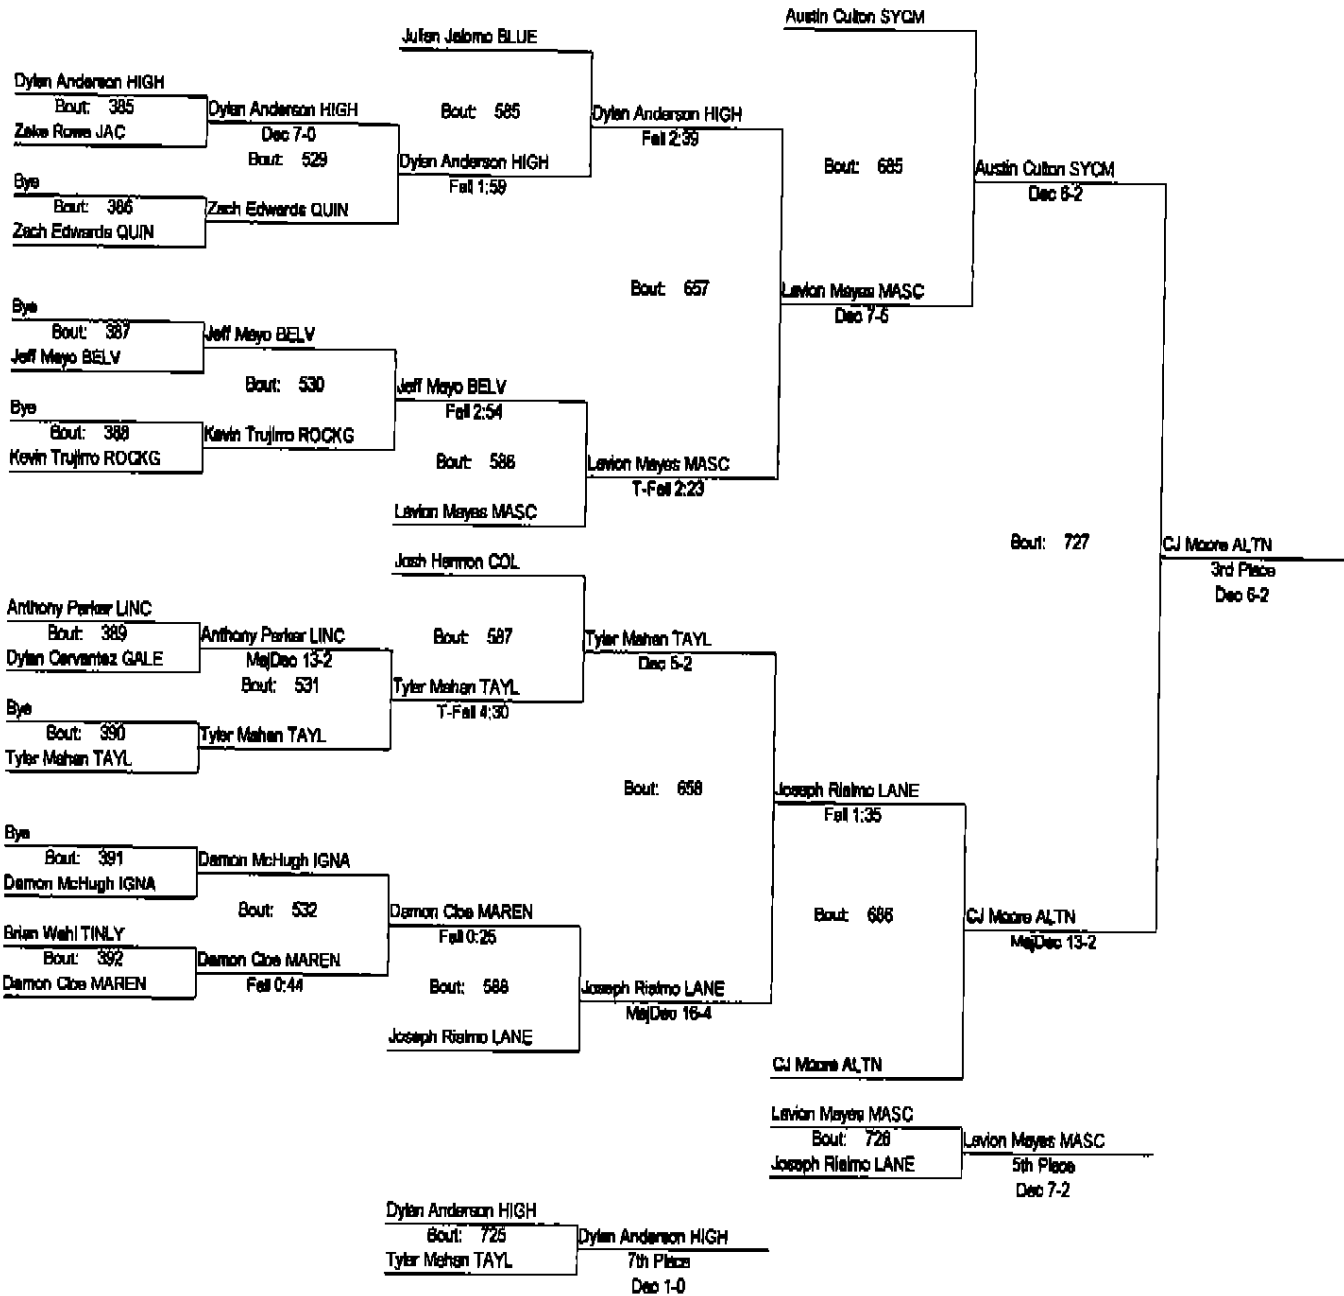 Austin Culton SYCM
Julian Jalomo BLUE
Dylan Anderson HIGH
Bout: 385
Zeke Rowe JAC
Dylan Anderson HIGH
Dec 7-0
Bout: 529
Bout: 585
Dylan Anderson HIGH
Fall 2:39
Dylan Anderson HIGH
Fall 1:59
Bye
Bout: 386
Zach Edwards QUIN
Zach Edwards QUIN
Bout: 685
Austin Culton SYCM
Dec 6-2
Bout: 657
Lavion Mayes MASC
Dec 7-5
Bye
Bout: 387
Jeff Mayo BELV
Jeff Mayo BELV
Bout: 530
Jeff Mayo BELV
Fall 2:54
Bye
Bout: 388
Kevin Trujirro ROCKG
Kevin Trujirro ROCKG
Bout: 586
Lavion Mayes MASC
T-Fall 2:23
Lavion Mayes MASC
Bout: 727
CJ Moore ALTN
3rd Place
Dec 6-2
Josh Harmon COL
Anthony Parker LINC
Bout: 389
Dylan Cervantez GALE
Anthony Parker LINC
MajDec 13-2
Bout: 531
Bout: 587
Tyler Mahan TAYL
Dec 5-2
Tyler Mahan TAYL
T-Fall 4:30
Bye
Bout: 390
Tyler Mahan TAYL
Tyler Mahan TAYL
Bout: 658
Joseph Rialmo LANE
Fall 1:35
Bye
Bout: 391
Damon McHugh IGNA
Damon McHugh IGNA
Bout: 532
Damon Cloe MAREN
Fall 0:25
Brian Wahl TINLY
Bout: 392
Damon Cloe MAREN
Damon Cloe MAREN
Fall 0:44
Bout: 588
Joseph Rialmo LANE
MajDec 16-4
Joseph Rialmo LANE
Bout: 686
CJ Moore ALTN
MajDec 13-2
CJ Moore ALTN
Lavion Mayes MASC
Bout: 726
Joseph Rialmo LANE
Lavion Mayes MASC
5th Place
Dec 7-2
Dylan Anderson HIGH
Bout: 725
Tyler Mahan TAYL
Dylan Anderson HIGH
7th Place
Dec 1-0